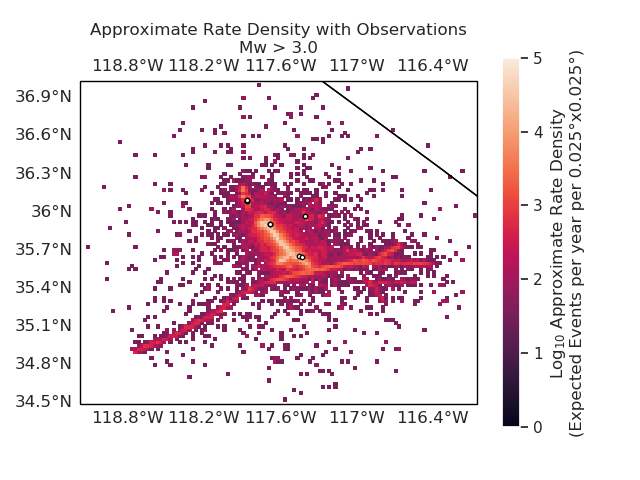 Approximate Rate Density with Observations
Mw > 3.0
118.8°W 118.2°W 117.6°W 117°W 116.4°W
36.9°N
36.6°N
36.3°N
36°N
35.7°N
35.4°N
35.1°N
34.8°N
34.5°N
118.8°W 118.2°W 117.6°W 117°W 116.4°W
5
4
3
2
1
0
Log₁₀ Approximate Rate Density
(Expected Events per year per 0.025°x0.025°)